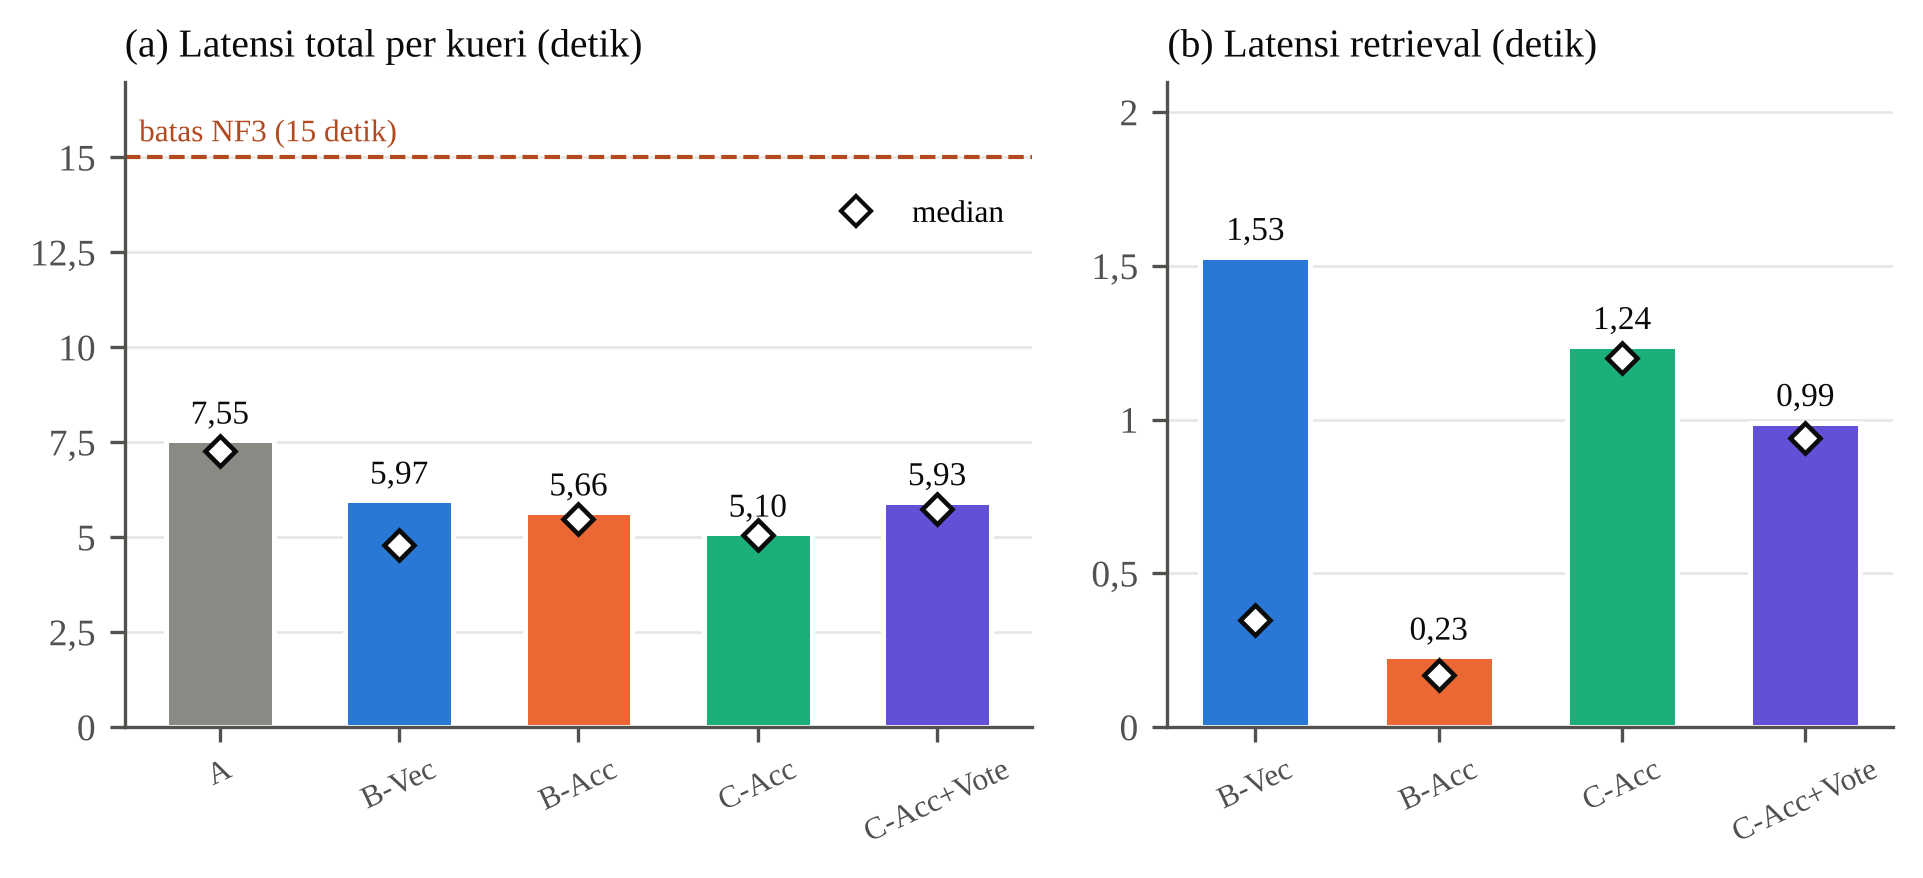 (a) Latensi total per kueri (detik)
batas NF3 (15 detik)
median
15
12,5
10
7,5
5
2,5
0
7,55
5,97
5,66
5,10
5,93
A
B-Vec
B-Acc
C-Acc
C-Acc+Vote
(b) Latensi retrieval (detik)
2
1,5
1
0,5
0
1,53
0,23
1,24
0,99
B-Vec
B-Acc
C-Acc
C-Acc+Vote